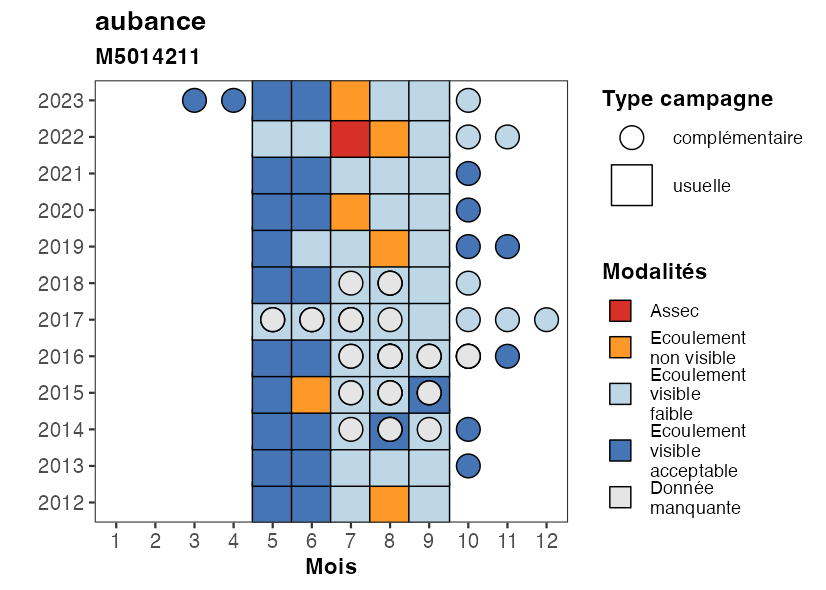 aubance
M5014211
2023
2022
2021
2020
2019
2018
2017
2016
2015
2014
2013
2012
1 2 3 4 5 6 7 8 9 10 11 12
Mois
Type campagne
complémentaire
usuelle
Modalités
Assec
Ecoulement
non visible
Ecoulement
visible
faible
Ecoulement
visible
acceptable
Donnée
manquante